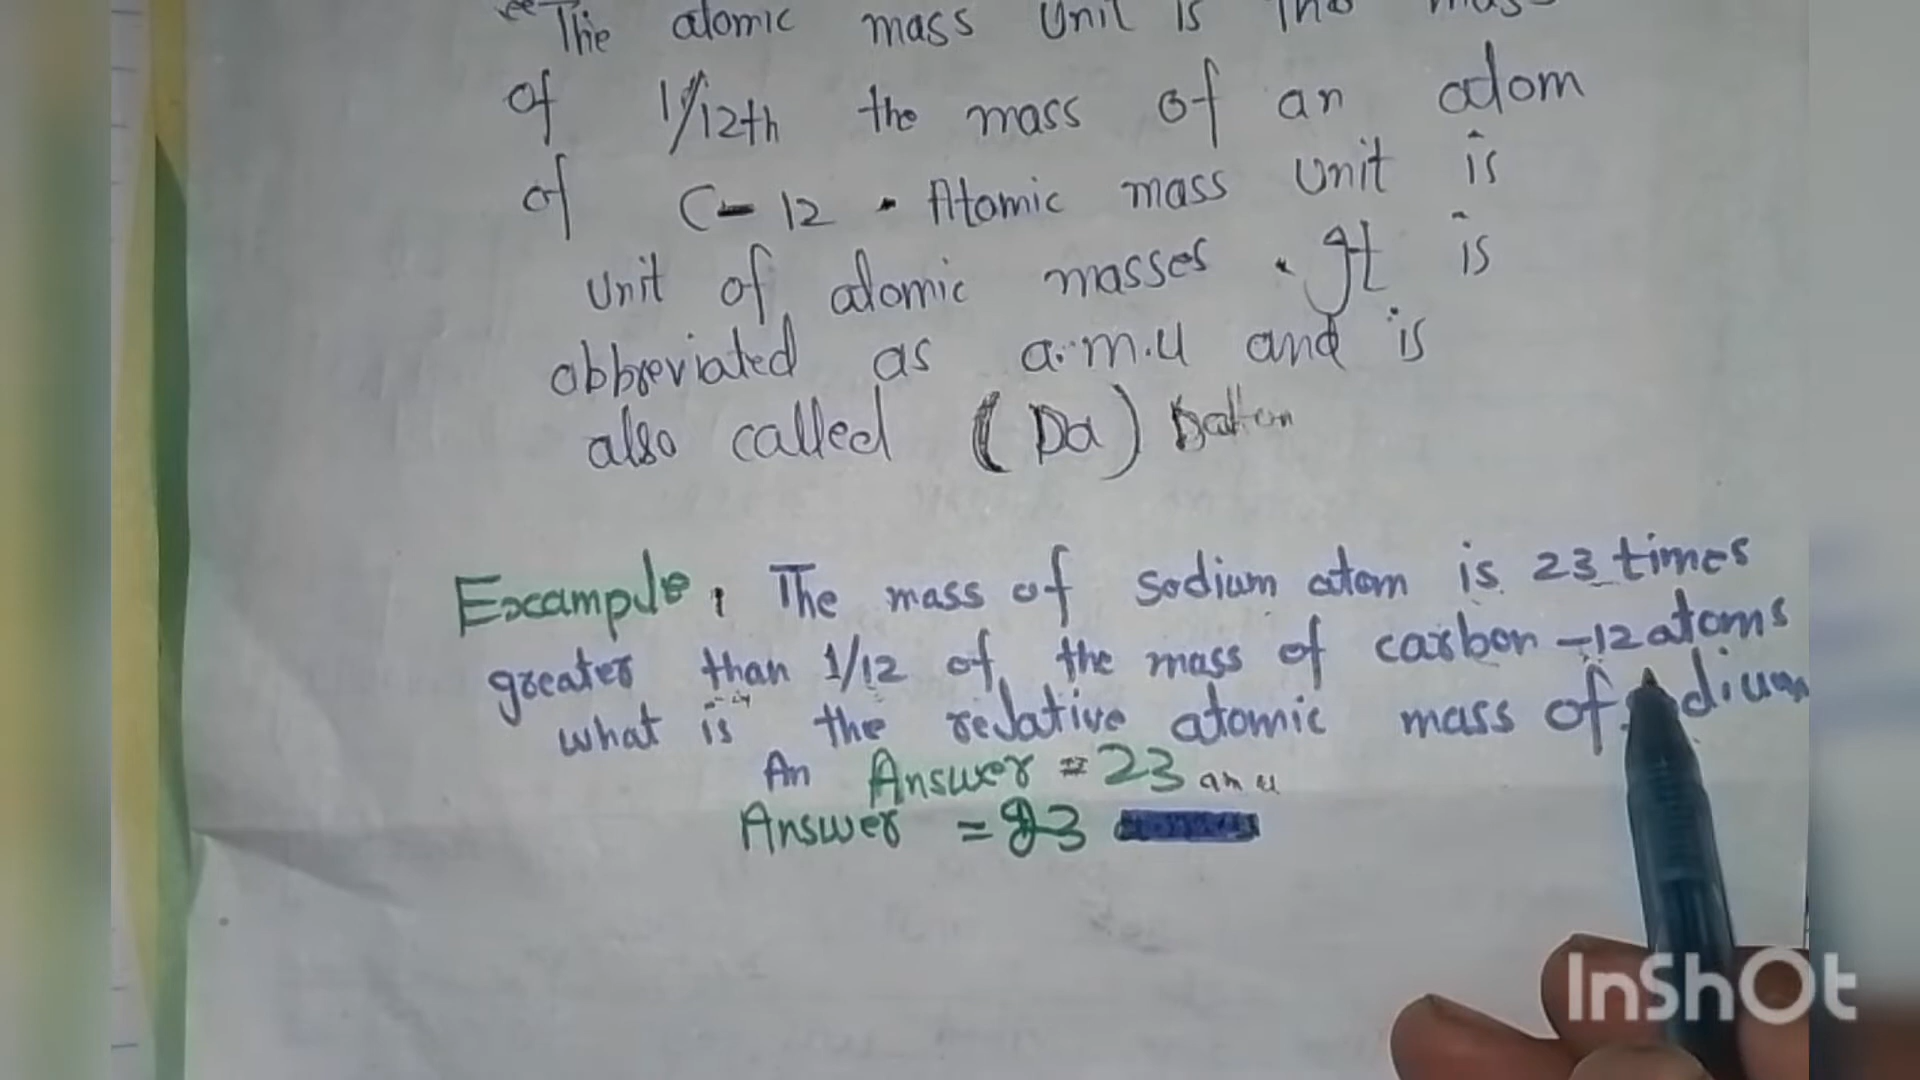 "The atomic mass Unit is The mass
of 1/12th the mass of an atom
of C-12 . Atomic mass Unit is
Unit of atomic masses . It is
abbreviated as a.m.u and is
also called (Da) Dalton
Example: The mass of sodium atom is 23 times
greater than 1/12 of the mass of carbon -12 atoms
what is the relative atomic mass of
An Answer = 23 amu
Answer = 23
InShOt